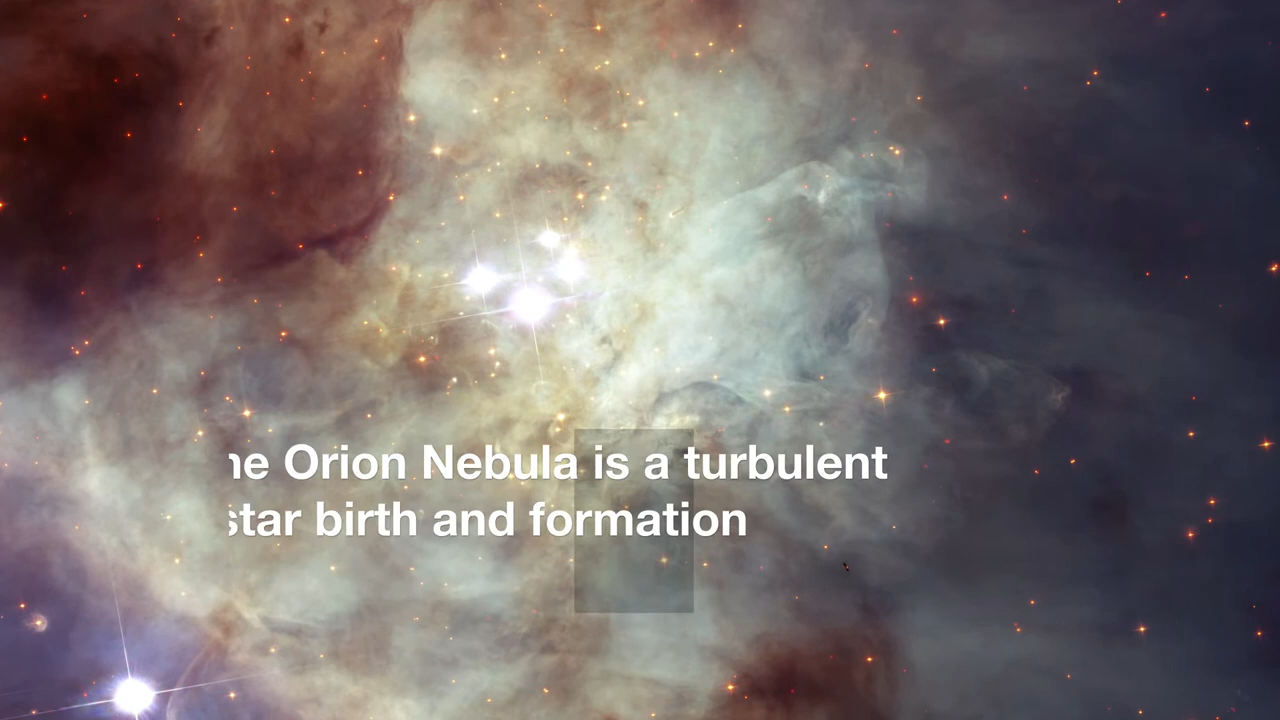 he Orion Nebula is a turbulent
star birth and formation